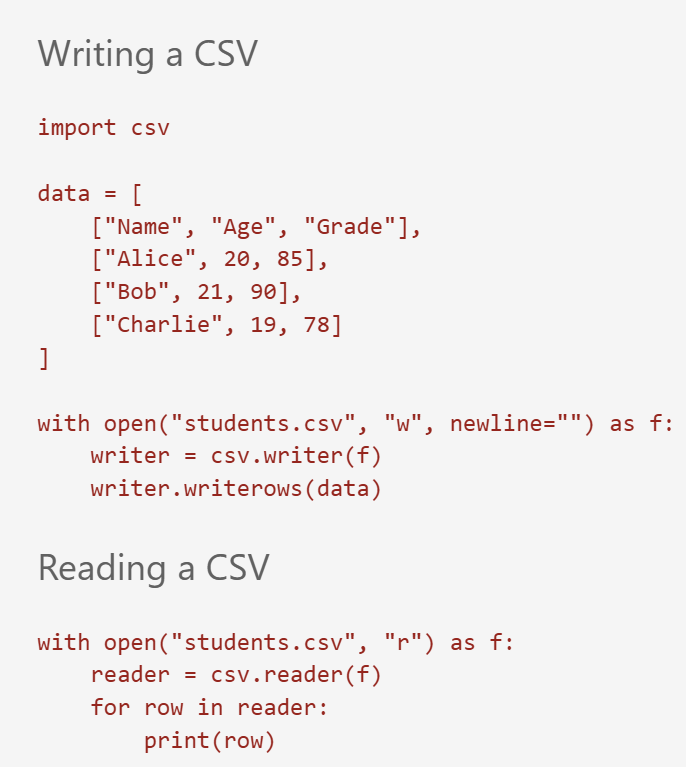 Writing a CSV
import csv
data = [
    ["Name", "Age", "Grade"],
    ["Alice", 20, 85],
    ["Bob", 21, 90],
    ["Charlie", 19, 78]
]
with open("students.csv", "w", newline="") as f:
    writer = csv.writer(f)
    writer.writerows(data)
Reading a CSV
with open("students.csv", "r") as f:
    reader = csv.reader(f)
    for row in reader:
        print(row)